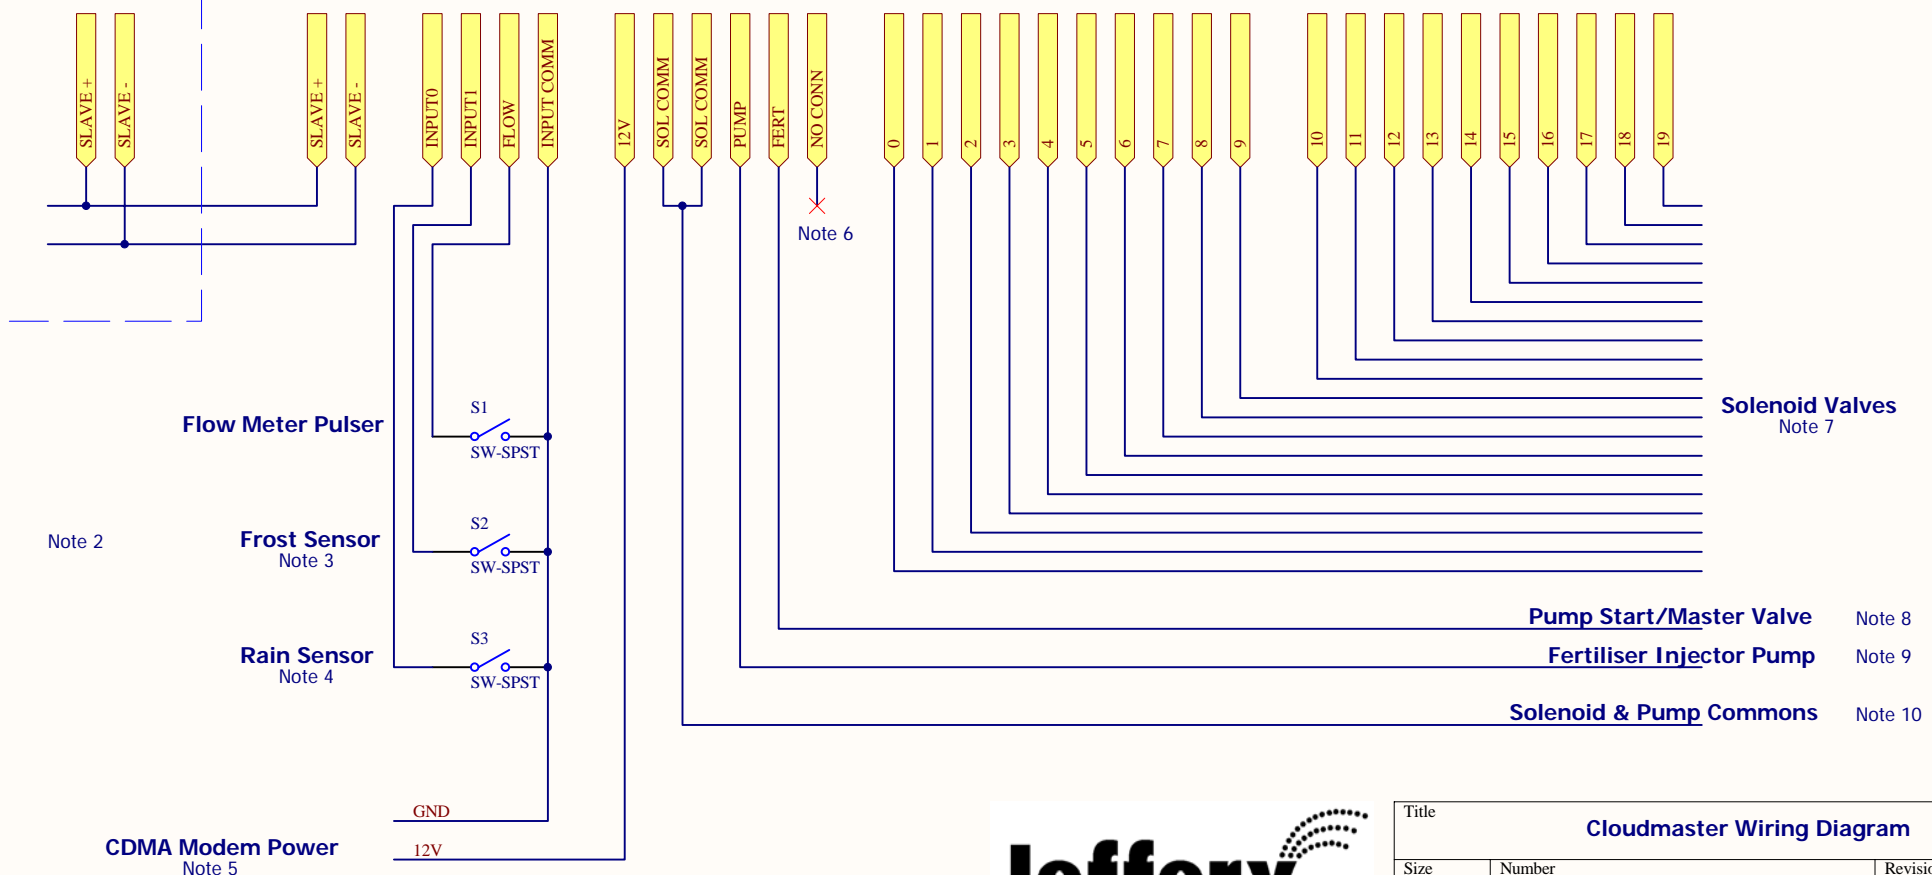 SLAVE +
SLAVE -
SLAVE +
SLAVE -
INPUT0
INPUT1
FLOW
INPUT COMM
12V
SOL COMM
SOL COMM
PUMP
FERT
NO CONN
0
1
2
3
4
5
6
7
8
9
10
11
12
13
14
15
16
17
18
19
Note 6
Flow Meter Pulser
S1
SW-SPST
Solenoid Valves
Note 7
Note 2
Frost Sensor
Note 3
S2
SW-SPST
Rain Sensor
Note 4
S3
SW-SPST
Pump Start/Master Valve Note 8
Fertiliser Injector Pump Note 9
Solenoid & Pump Commons Note 10
GND
CDMA Modem Power
Note 5
12V
Title
Cloudmaster Wiring Diagram
Size
Number